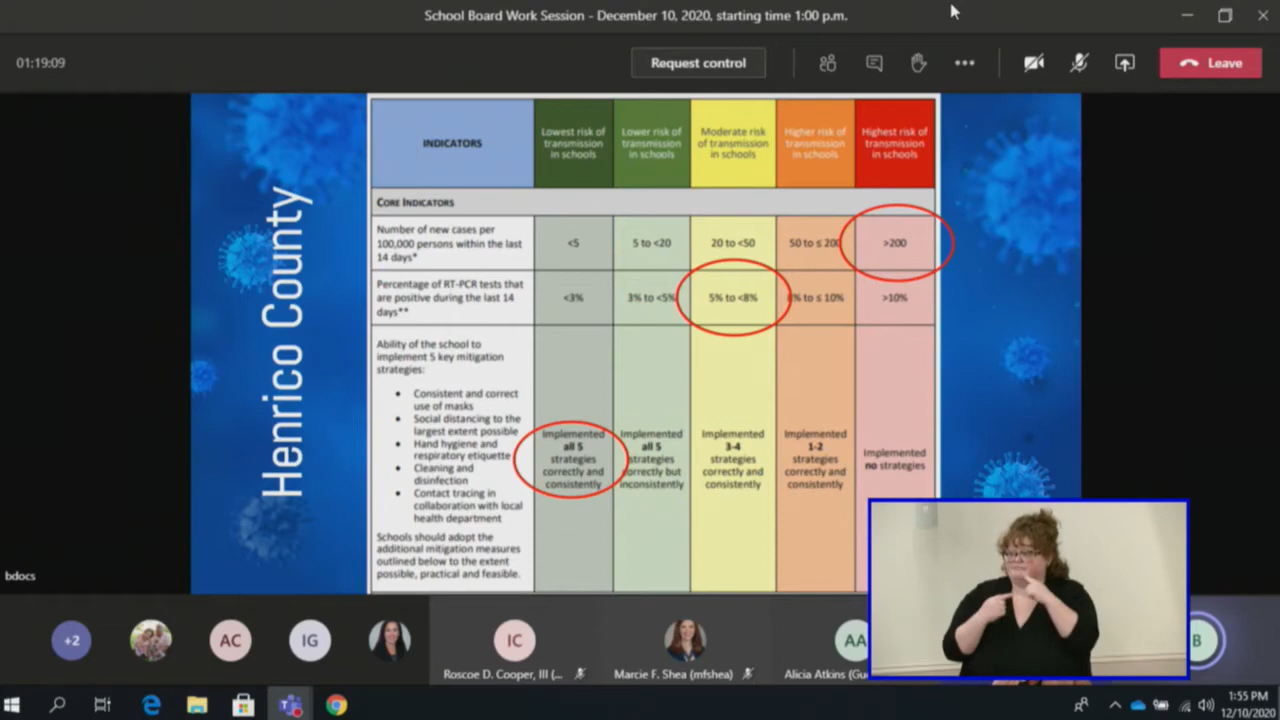 School Board Work Session - December 10, 2020, starting time 1:00 p.m.
01:19:09
Request control
Leave
Henrico County
INDICATORS
Lowest risk of
transmission
in schools
Lower risk of
transmission
in schools
Moderate risk
of transmission
in schools
Higher risk of
transmission
in schools
Highest risk of
transmission
in schools
CORE INDICATORS
Number of new cases per
100,000 persons within the last
14 days*
<5
5 to <20
20 to <50
50 to ≤ 200
>200
Percentage of RT-PCR tests that
are positive during the last 14
days**
<3%
3% to <5%
5% to <8%
8% to ≤ 10%
>10%
Ability of the school to
implement 5 key mitigation
strategies:
• Consistent and correct
use of masks
• Social distancing to the
largest extent possible
• Hand hygiene and
respiratory etiquette
• Cleaning and
disinfection
• Contact tracing in
collaboration with local
health department
Schools should adopt the
additional mitigation measures
outlined below to the extent
possible, practical and feasible.
Implemented
all 5
strategies
correctly and
consistently
Implemented
all 5
strategies
correctly but
inconsistently
Implemented
3-4
strategies
correctly and
consistently
Implemented
1-2
strategies
correctly and
consistently
Implemented
no strategies
bdocs
+2
AC
IG
IC
AA
B
Roscoe D. Cooper, III (...
Marcie F. Shea (mfshea)
Alicia Atkins (Gu
1:55 PM
12/10/2020